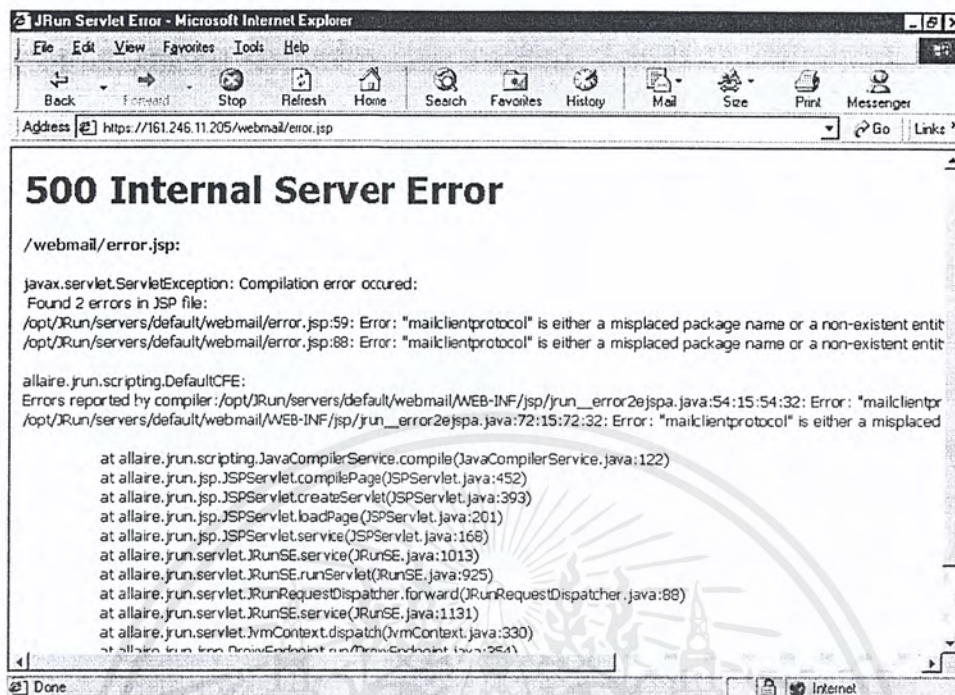 JRun Servlet Error - Microsoft Internet Explorer
File Edit View Favorites Tools Help
Back Forward Stop Refresh Home Search Favorites History Mail Size Print Messenger
Address https://161.246.11.205/webmail/error.jsp Go Links »
500 Internal Server Error
/webmail/error.jsp:
javax.servlet.ServletException: Compilation error occured:
Found 2 errors in JSP file:
/opt/JRun/servers/default/webmail/error.jsp:59: Error: "mailclientprotocol" is either a misplaced package name or a non-existent entit
/opt/JRun/servers/default/webmail/error.jsp:88: Error: "mailclientprotocol" is either a misplaced package name or a non-existent entit
allaire.jrun.scripting.DefaultCFE:
Errors reported by compiler:/opt/JRun/servers/default/webmail/WEB-INF/jsp/jrun__error2ejspa.java:54:15:54:32: Error: "mailclientpr
/opt/JRun/servers/default/webmail/WEB-INF/jsp/jrun__error2ejspa.java:72:15:72:32: Error: "mailclientprotocol" is either a misplaced
at allaire.jrun.scripting.JavaCompilerService.compile(JavaCompilerService.java:122)
at allaire.jrun.jsp.JSPServlet.compilePage(JSPServlet.java:452)
at allaire.jrun.jsp.JSPServlet.createServlet(JSPServlet.java:393)
at allaire.jrun.jsp.JSPServlet.loadPage(JSPServlet.java:201)
at allaire.jrun.jsp.JSPServlet.service(JSPServlet.java:168)
at allaire.jrun.servlet.JRunSE.service(JRunSE.java:1013)
at allaire.jrun.servlet.JRunSE.runServlet(JRunSE.java:925)
at allaire.jrun.servlet.JRunRequestDispatcher.forward(JRunRequestDispatcher.java:88)
at allaire.jrun.servlet.JRunSE.service(JRunSE.java:1131)
at allaire.jrun.servlet.JvmContext.dispatch(JvmContext.java:330)
at allaire.jrun.jrpp.ProxyEndpoint.run(ProxyEndpoint.java:354)
Done Internet